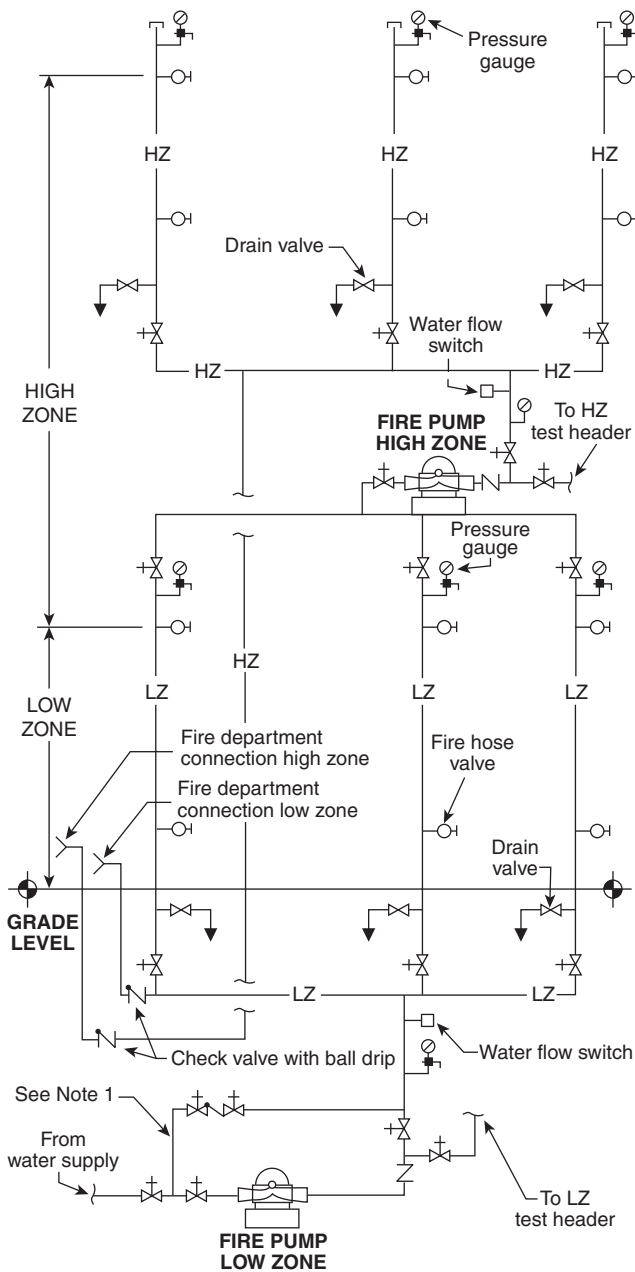 Pressure
gauge
HZ
HZ
HZ
Drain valve
Water flow
switch
HZ
HZ
HIGH
ZONE
FIRE PUMP
HIGH ZONE
To HZ
test header
Pressure
gauge
HZ
LZ
LZ
LZ
LOW
ZONE
Fire department
connection high zone
Fire hose
valve
Fire department
connection low zone
Drain
valve
GRADE
LEVEL
LZ
LZ
Check valve with ball drip
Water flow switch
See Note 1
From
water supply
To LZ
test header
FIRE PUMP
LOW ZONE